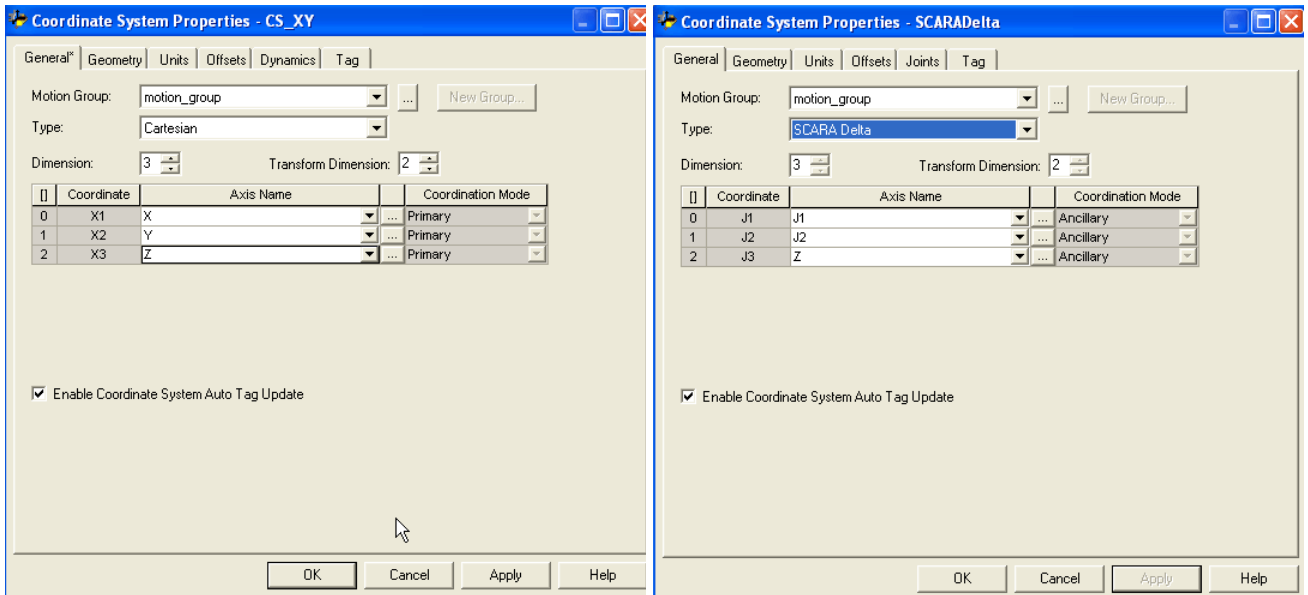 Coordinate System Properties - CS_XY
General* Geometry Units Offsets Dynamics Tag
Motion Group: motion_group ... New Group...
Type: Cartesian
Dimension: 3 Transform Dimension: 2
[] Coordinate Axis Name Coordination Mode
0 X1 X ... Primary
1 X2 Y ... Primary
2 X3 Z ... Primary
Enable Coordinate System Auto Tag Update
OK Cancel Apply Help
Coordinate System Properties - SCARADelta
General Geometry Units Offsets Joints Tag
Motion Group: motion_group ... New Group...
Type: SCARA Delta
Dimension: 3 Transform Dimension: 2
[] Coordinate Axis Name Coordination Mode
0 J1 J1 ... Ancillary
1 J2 J2 ... Ancillary
2 J3 Z ... Ancillary
Enable Coordinate System Auto Tag Update
OK Cancel Apply Help